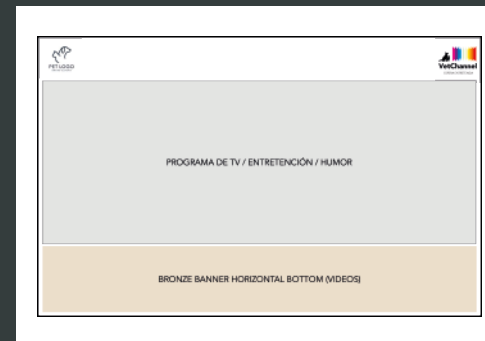 PET LOGO
VetChannel
PROGRAMA DE TV / ENTRETENCIÓN / HUMOR
BRONZE BANNER HORIZONTAL BOTTOM (VIDEOS)